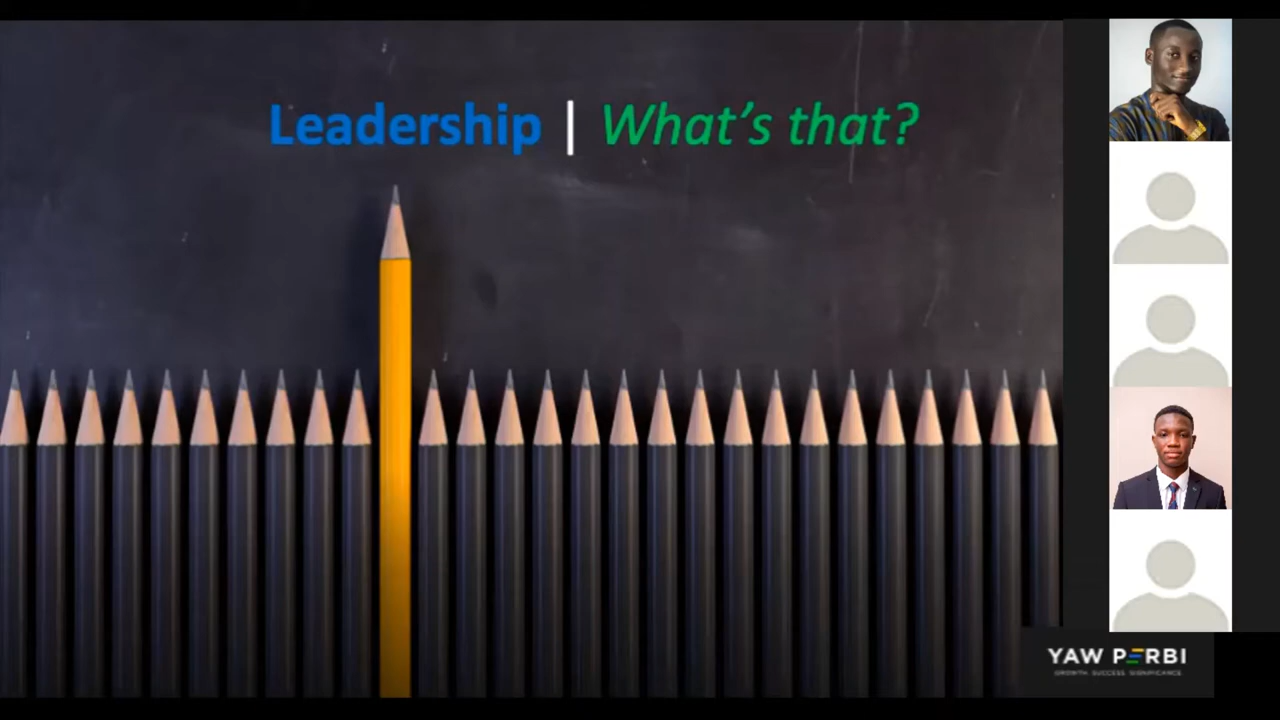 Leadership | What's that?
YAW PERBI
GROWTH. SUCCESS. SIGNIFICANCE.